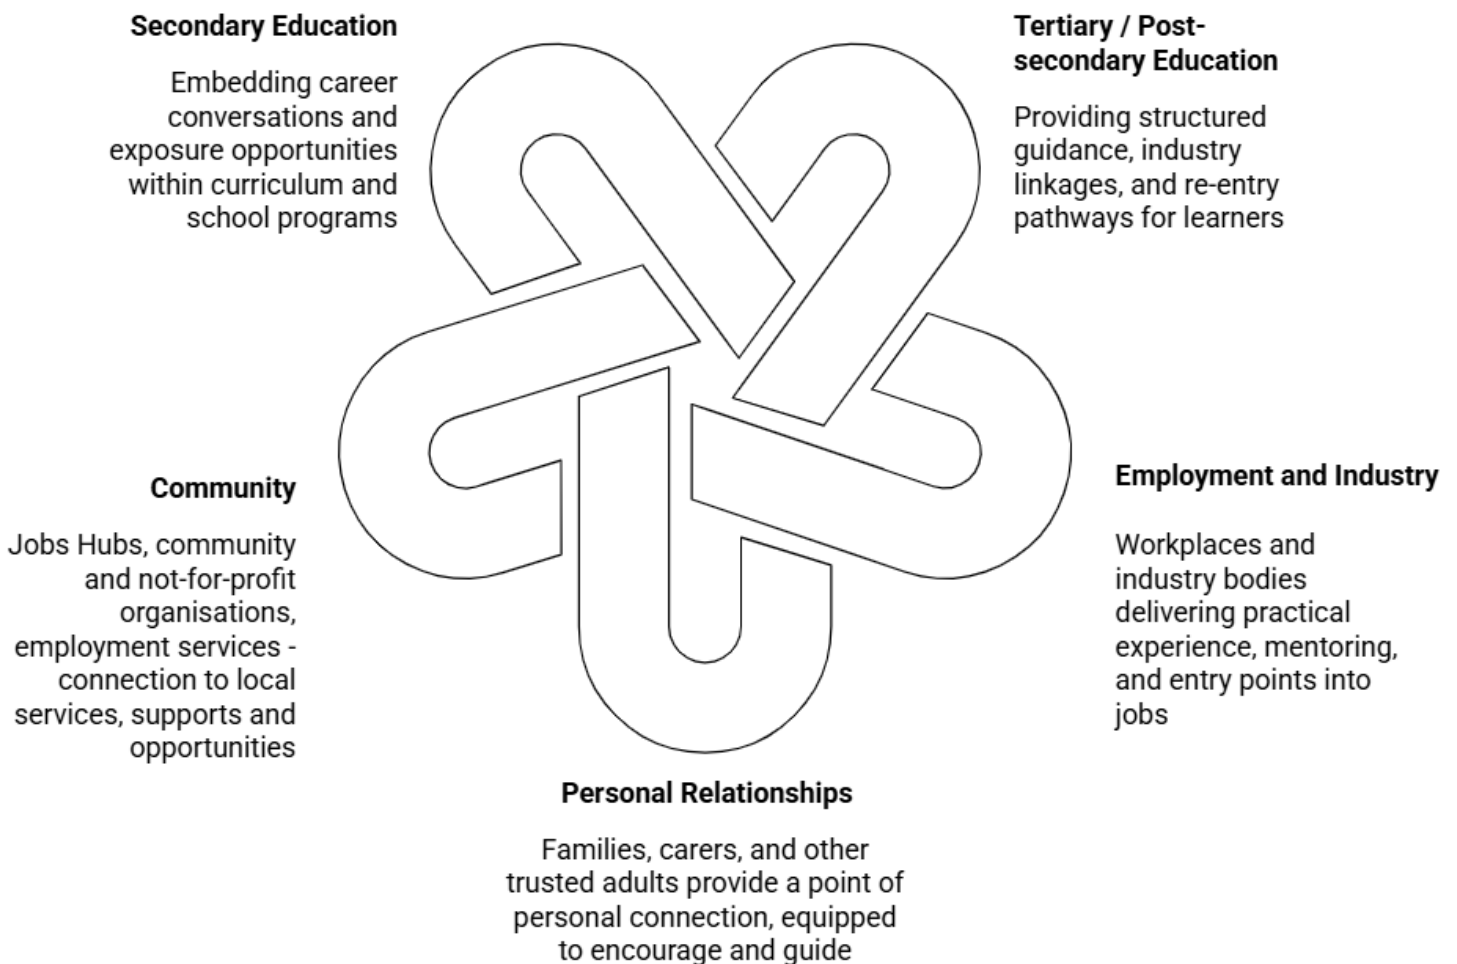 Secondary Education
Embedding career
conversations and
exposure opportunities
within curriculum and
school programs
Tertiary / Post-
secondary Education
Providing structured
guidance, industry
linkages, and re-entry
pathways for learners
Community
Jobs Hubs, community
and not-for-profit
organisations,
employment services -
connection to local
services, supports and
opportunities
Employment and Industry
Workplaces and
industry bodies
delivering practical
experience, mentoring,
and entry points into
jobs
Personal Relationships
Families, carers, and other
trusted adults provide a point of
personal connection, equipped
to encourage and guide